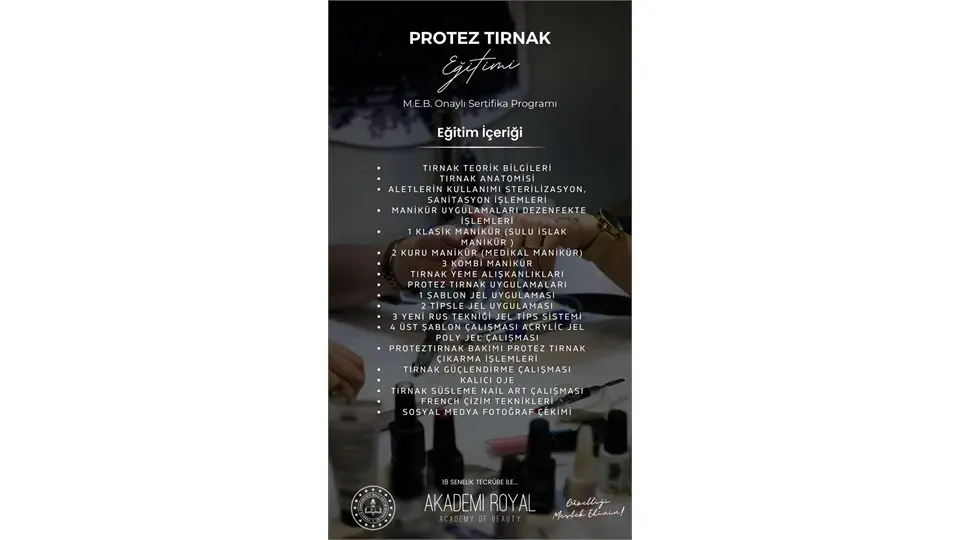 PROTEZ TIRNAK
Eğitimi
M.E.B. Onaylı Sertifika Programı
Eğitim İçeriği
• TIRNAK TEORİK BİLGİLERİ
• TIRNAK ANATOMİSİ
• ALETLERİN KULLANIMI STERİLİZASYON,
SANİTASYON İŞLEMLERİ
• MANİKÜR UYGULAMALARI DEZENFEKTE
İŞLEMLERİ
• 1 KLASİK MANİKÜR (SULU ISLAK
MANİKÜR )
• 2 KURU MANİKÜR (MEDİKAL MANİKÜR)
• 3 KOMBİ MANİKÜR
• TIRNAK YEME ALIŞKANLIKLARI
• PROTEZ TIRNAK UYGULAMALARI
• 1 ŞABLON JEL UYGULAMASI
• 2 TİPSLE JEL UYGULAMASI
• 3 YENİ RUS TEKNİĞİ JEL TİPS SİSTEMİ
• 4 ÜST ŞABLON ÇALIŞMASI ACRYLİC JEL
POLY JEL ÇALIŞMASI
• PROTEZTIRNAK BAKIMI PROTEZ TIRNAK
ÇIKARMA İŞLEMLERİ
• TIRNAK GÜÇLENDİRME ÇALIŞMASI
• KALICI OJE
• TIRNAK SÜSLEME NAİL ART ÇALIŞMASI
• FRENCH ÇİZİM TEKNİKLERİ
• SOSYAL MEDYA FOTOĞRAF ÇEKİMİ
18 SENELİK TECRÜBE İLE...
AKADEMI ROYAL
ACADEMY OF BEAUTY
Güzelliği
Meslek Edinin!